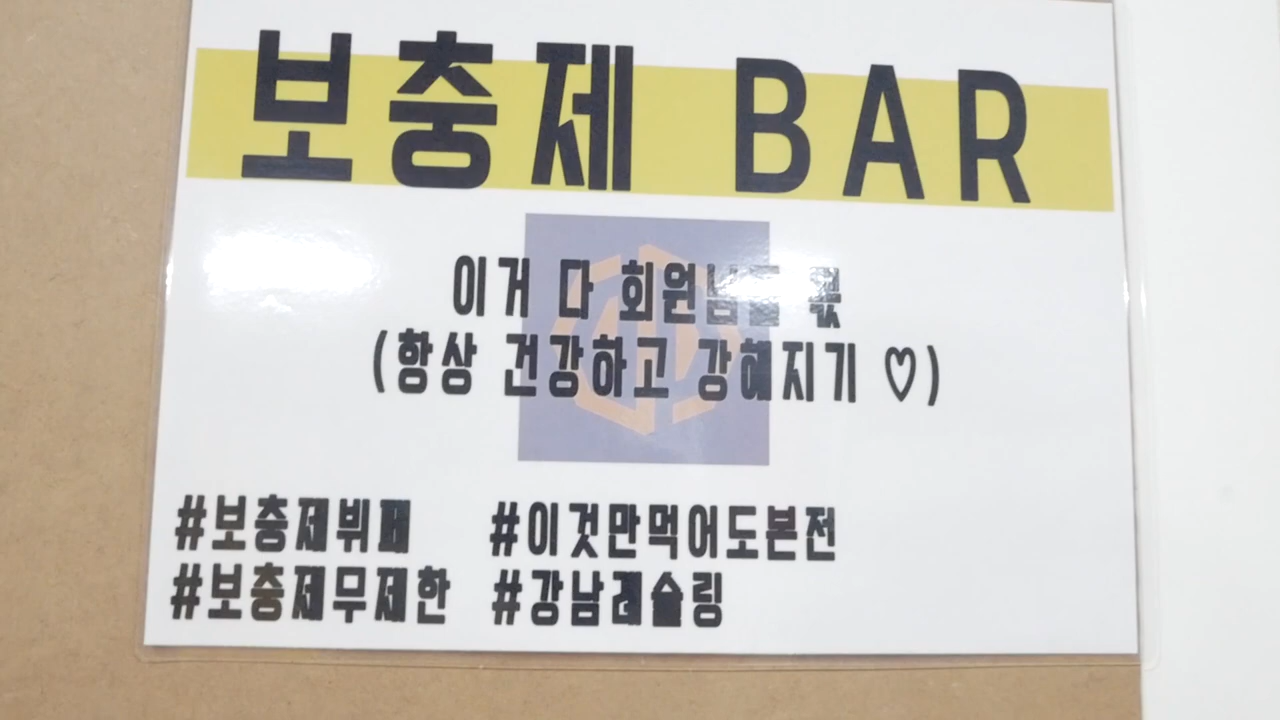 보충제 BAR
이거 다 회원님들 꺼
(항상 건강하고 강해지기 ♡)
#보충제뷔페 #이것만먹어도본전
#보충제무제한 #강남레슬링